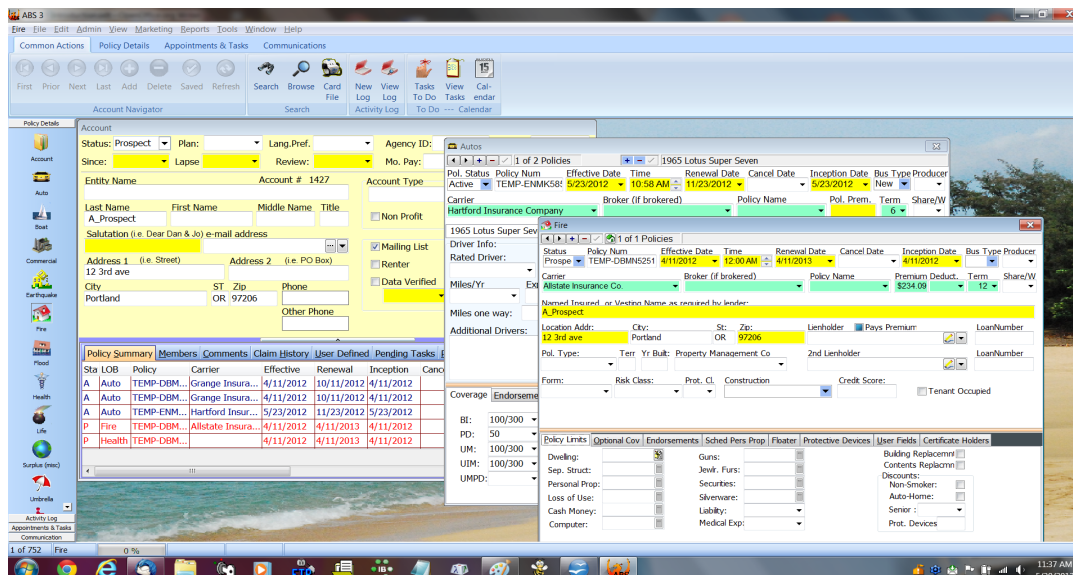 ABS 3
Fire File Edit Admin View Marketing Reports Tools Window Help
Common Actions Policy Details Appointments & Tasks Communications
First Prior Next Last Add Delete Saved Refresh Search Browse Card File New Log View Log Tasks To Do View Tasks Cal-endar
15
Account Navigator Search Activity Log To Do --- Calendar
Policy Details
Account
Auto
Boat
Commercial
Earthquake
Fire
Flood
Health
Life
Surplus (misc)
Umbrella
Activity Log
Appointments & Tasks
Communication
Account
Status: Prospect Plan: Lang.Pref. Agency ID:
Since: Lapse Review: Mo. Pay:
Entity Name Account # 1427 Account Type
Last Name First Name Middle Name Title
A_Prospect
Non Profit
Salutation (i.e. Dear Dan & Jo) e-mail address
Mailing List
Address 1 (i.e. Street) Address 2 (i.e. PO Box)
Renter
12 3rd ave
Data Verified
City ST Zip Phone
Portland OR 97206
Other Phone
Policy Summary Members Comments Claim History User Defined Pending Tasks
Sta LOB Policy Carrier Effective Renewal Inception Canc
A Auto TEMP-DBM... Grange Insura... 4/11/2012 10/11/2012 4/11/2012
A Auto TEMP-DBM... Grange Insura... 4/11/2012 10/11/2012 4/11/2012
A Auto TEMP-ENM... Hartford Insur... 5/23/2012 11/23/2012 5/23/2012
P Fire TEMP-DBM... Allstate Insura... 4/11/2012 4/11/2013 4/11/2012
P Health TEMP-DBM... 4/11/2012 4/11/2013 4/11/2012
Autos
1 of 2 Policies 1965 Lotus Super Seven
Pol. Status Policy Num Effective Date Time Renewal Date Cancel Date Inception Date Bus Type Producer
Active TEMP-ENMK58 5/23/2012 10:58 AM 11/23/2012 5/23/2012 New
Carrier Broker (if brokered) Policy Name Pol. Prem. Term Share/W
Hartford Insurance Company 6
1965 Lotus Super Sev
Driver Info:
Rated Driver:
Miles/Yr
Miles one way:
Additional Drivers:
Coverage Endorseme
BI: 100/300
PD: 50
UM: 100/300
UIM: 100/300
UMPD:
Fire
1 of 1 Policies
Status Policy Num Effective Date Time Renewal Date Cancel Date Inception Date Bus Type Producer
Prospe TEMP-DBMN5251 4/11/2012 12:00 AM 4/11/2013 4/11/2012
Carrier Broker (if brokered) Policy Name Premium Deduct. Term Share/W
Allstate Insurance Co. $234.09 12
Named Insured, or Vesting Name as required by lender:
A_Prospect
Location Addr: City: St: Zip: Lienholder Pays Premium LoanNumber
12 3rd ave Portland OR 97206
Pol. Type: Terr Yr Built: Property Management Co 2nd Lienholder LoanNumber
Form: Risk Class: Prot. Cl. Construction Credit Score:
Tenant Occupied
Policy Limits Optional Cov Endorsements Sched Pers Prop Floater Protective Devices User Fields Certificate Holders
Dweling: Guns: Building Replacemnt
Sep. Struct: Jewlr. Furs: Contents Replacmn
Personal Prop: Securities: Discounts:
Non-Smoker:
Loss of Use: Silverware: Auto-Home:
Cash Money: Liabilty: Senior :
Computer: Medical Exp: Prot. Devices
1 of 752 Fire 0 %
11:37 AM